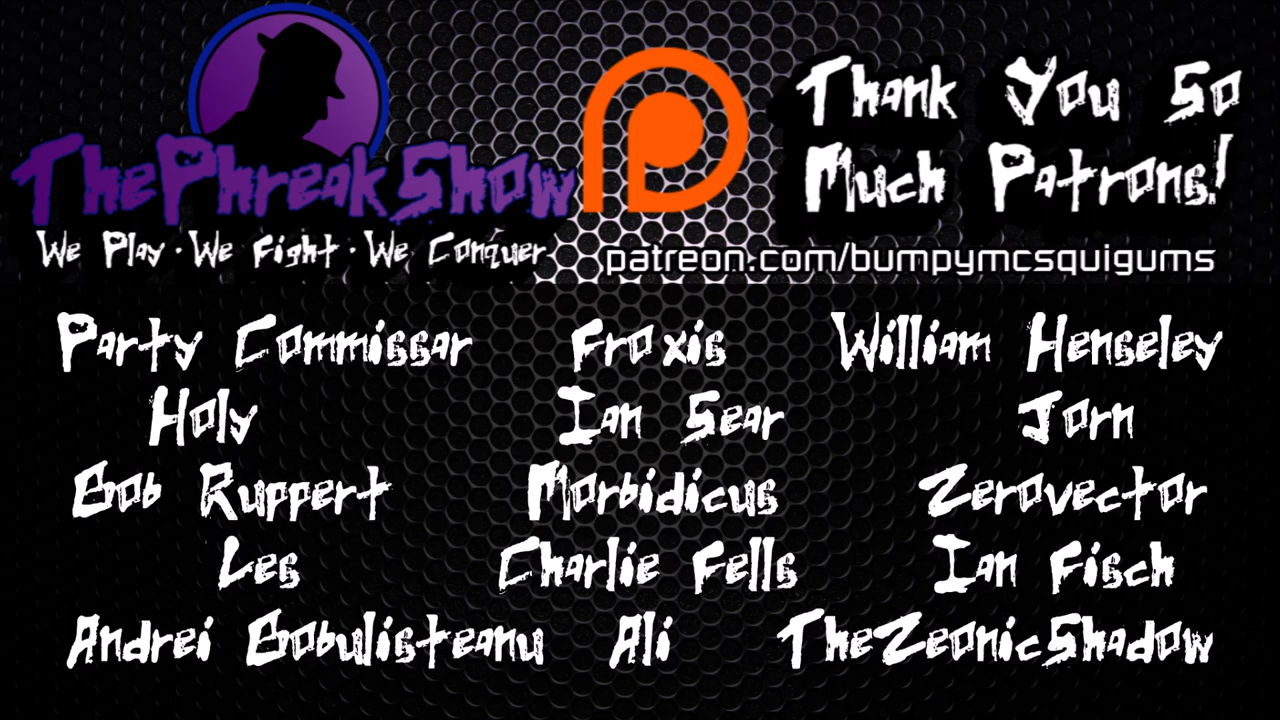 ThePhreakShow
We Play · We Fight · We Conquer
Thank You So
Much Patrons!
patreon.com/bumpymcsquigums
Party Commissar Froxis William Henseley
Holy Ian Sear Jorn
Bob Ruppert Morbidicus Zerovector
Les Charlie Fells Ian Fisch
Andrei Bobulisteanu Ali TheZeonicShadow